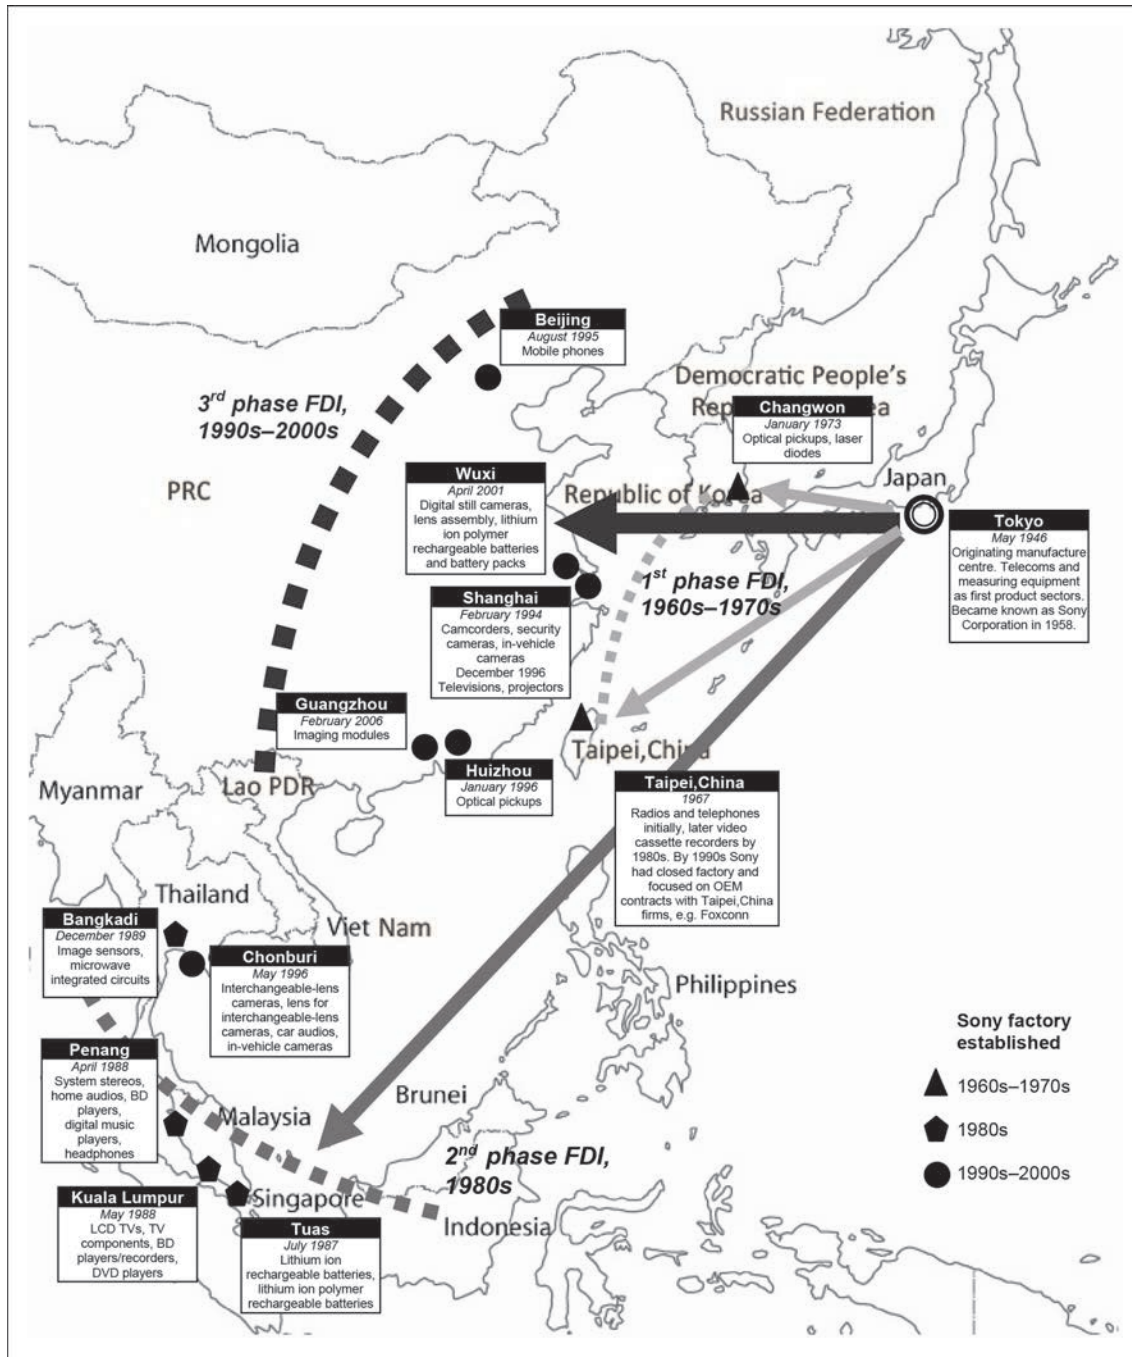 Russian Federation
Mongolia
Beijing
August 1995
Mobile phones
3rd phase FDI,
1990s–2000s
Democratic People's
Changwon
January 1973
Optical pickups, laser
diodes
PRC
Wuxi
April 2001
Digital still cameras,
lens assembly, lithium
ion polymer
rechargeable batteries
and battery packs
Republic of Korea
Japan
Tokyo
May 1946
Originating manufacture
centre. Telecoms and
measuring equipment
as first product sectors.
Became known as Sony
Corporation in 1958.
1st phase FDI,
1960s–1970s
Shanghai
February 1994
Camcorders, security
cameras, in-vehicle
cameras
December 1996
Televisions, projectors
Guangzhou
February 2006
Imaging modules
Taipei,China
Huizhou
January 1996
Optical pickups
Myanmar
Lao PDR
Taipei,China
1967
Radios and telephones
initially, later video
cassette recorders by
1980s. By 1990s Sony
had closed factory and
focused on OEM
contracts with Taipei,China
firms, e.g. Foxconn
Thailand
Viet Nam
Bangkadi
December 1989
Image sensors,
microwave
integrated circuits
Chonburi
May 1996
Interchangeable-lens
cameras, lens for
interchangeable-lens
cameras, car audios,
in-vehicle cameras
Philippines
Penang
April 1988
System stereos,
home audios, BD
players,
digital music
players,
headphones
Malaysia
Brunei
2nd phase FDI,
1980s
Kuala Lumpur
May 1988
LCD TVs, TV
components, BD
players/recorders,
DVD players
Singapore
Indonesia
Tuas
July 1987
Lithium ion
rechargeable batteries,
lithium ion polymer
rechargeable batteries
Sony factory
established
1960s–1970s
1980s
1990s–2000s